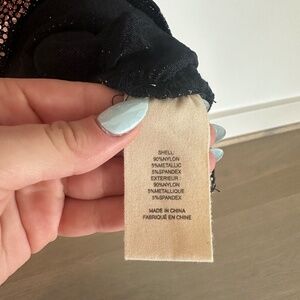 SHELL:
90%NYLON
5%METALLIC
5%SPANDEX
EXTERIEUR :
90%NYLON
5%METALLIQUE
5%SPANDEX
MADE IN CHINA
FABRIQUÉ EN CHINE